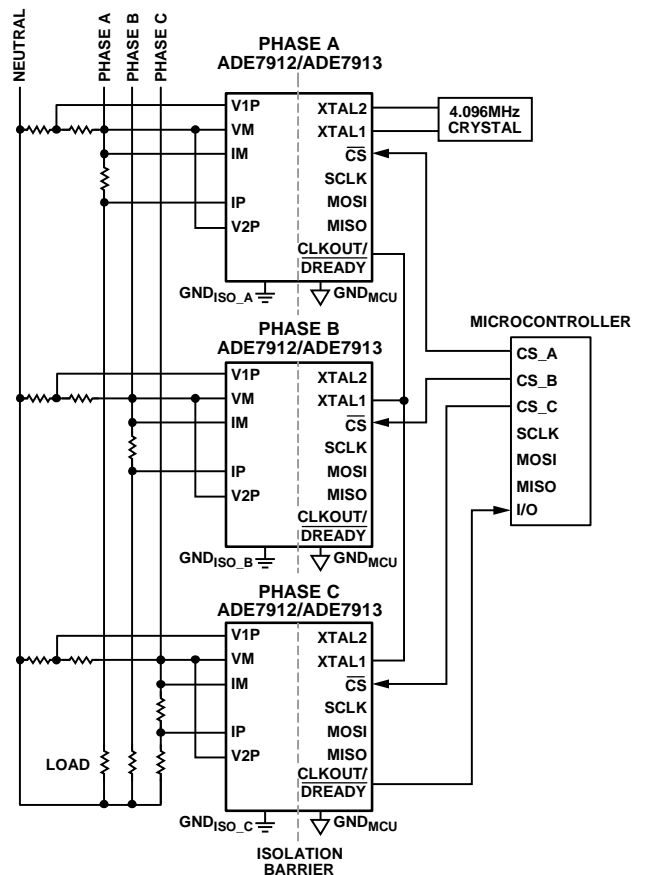 NEUTRAL
PHASE A
PHASE B
PHASE C
PHASE A
ADE7912/ADE7913
V1P
VM
IM
IP
V2P
XTAL2
XTAL1
CS
SCLK
MOSI
MISO
CLKOUT/
DREADY
4.096MHz
CRYSTAL
GNDISO_A
GNDMCU
PHASE B
ADE7912/ADE7913
V1P
VM
IM
IP
V2P
XTAL2
XTAL1
CS
SCLK
MOSI
MISO
CLKOUT/
DREADY
GNDISO_B
GNDMCU
MICROCONTROLLER
CS_A
CS_B
CS_C
SCLK
MOSI
MISO
I/O
PHASE C
ADE7912/ADE7913
V1P
VM
IM
IP
V2P
XTAL2
XTAL1
CS
SCLK
MOSI
MISO
CLKOUT/
DREADY
LOAD
GNDISO_C
GNDMCU
ISOLATION
BARRIER